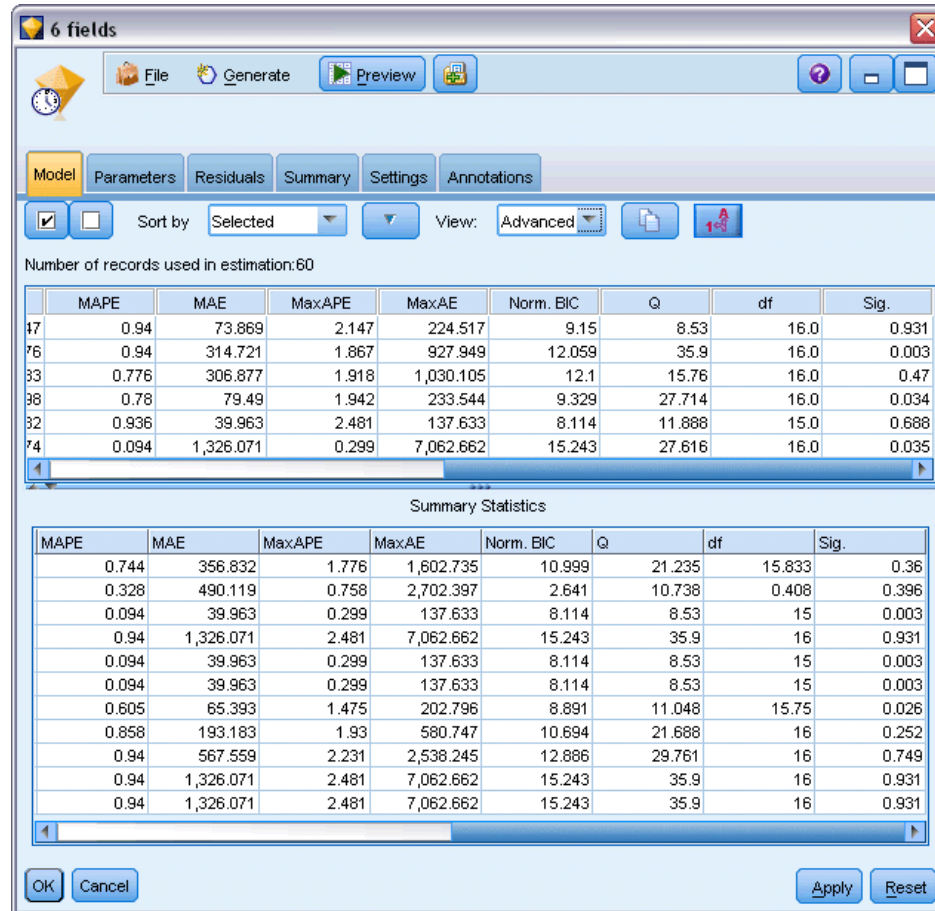 6 fields
File Generate Preview
Model Parameters Residuals Summary Settings Annotations
Sort by Selected View: Advanced
Number of records used in estimation:60
MAPE MAE MaxAPE MaxAE Norm. BIC Q df Sig.
47 0.94 73.869 2.147 224.517 9.15 8.53 16.0 0.931
76 0.94 314.721 1.867 927.949 12.059 35.9 16.0 0.003
83 0.776 306.877 1.918 1,030.105 12.1 15.76 16.0 0.47
98 0.78 79.49 1.942 233.544 9.329 27.714 16.0 0.034
32 0.936 39.963 2.481 137.633 8.114 11.888 15.0 0.688
74 0.094 1,326.071 0.299 7,062.662 15.243 27.616 16.0 0.035
Summary Statistics
MAPE MAE MaxAPE MaxAE Norm. BIC Q df Sig.
0.744 356.832 1.776 1,602.735 10.999 21.235 15.833 0.36
0.328 490.119 0.758 2,702.397 2.641 10.738 0.408 0.396
0.094 39.963 0.299 137.633 8.114 8.53 15 0.003
0.94 1,326.071 2.481 7,062.662 15.243 35.9 16 0.931
0.094 39.963 0.299 137.633 8.114 8.53 15 0.003
0.094 39.963 0.299 137.633 8.114 8.53 15 0.003
0.605 65.393 1.475 202.796 8.891 11.048 15.75 0.026
0.858 193.183 1.93 580.747 10.694 21.688 16 0.252
0.94 567.559 2.231 2,538.245 12.886 29.761 16 0.749
0.94 1,326.071 2.481 7,062.662 15.243 35.9 16 0.931
0.94 1,326.071 2.481 7,062.662 15.243 35.9 16 0.931
OK Cancel Apply Reset